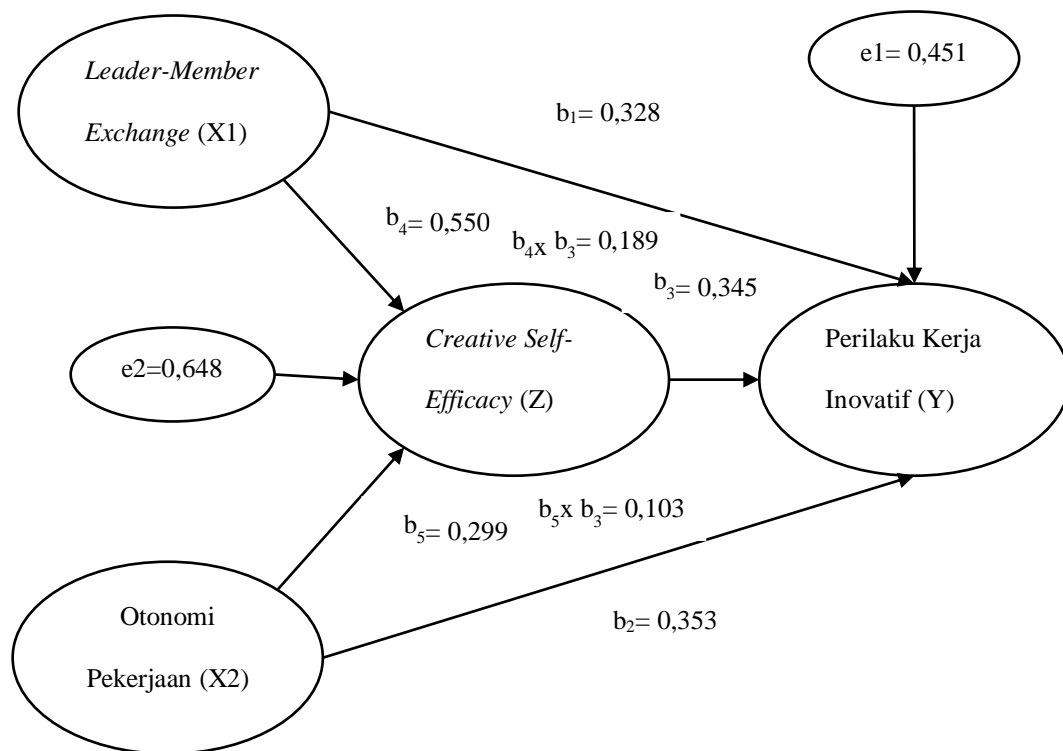 Leader-Member
Exchange (X1)
e1= 0,451
b₁= 0,328
b₄= 0,550
b₄x b₃= 0,189
b₃= 0,345
Creative Self-
Efficacy (Z)
Perilaku Kerja
Inovatif (Y)
e2=0,648
b₅= 0,299
b₅x b₃= 0,103
b₂= 0,353
Otonomi
Pekerjaan (X2)